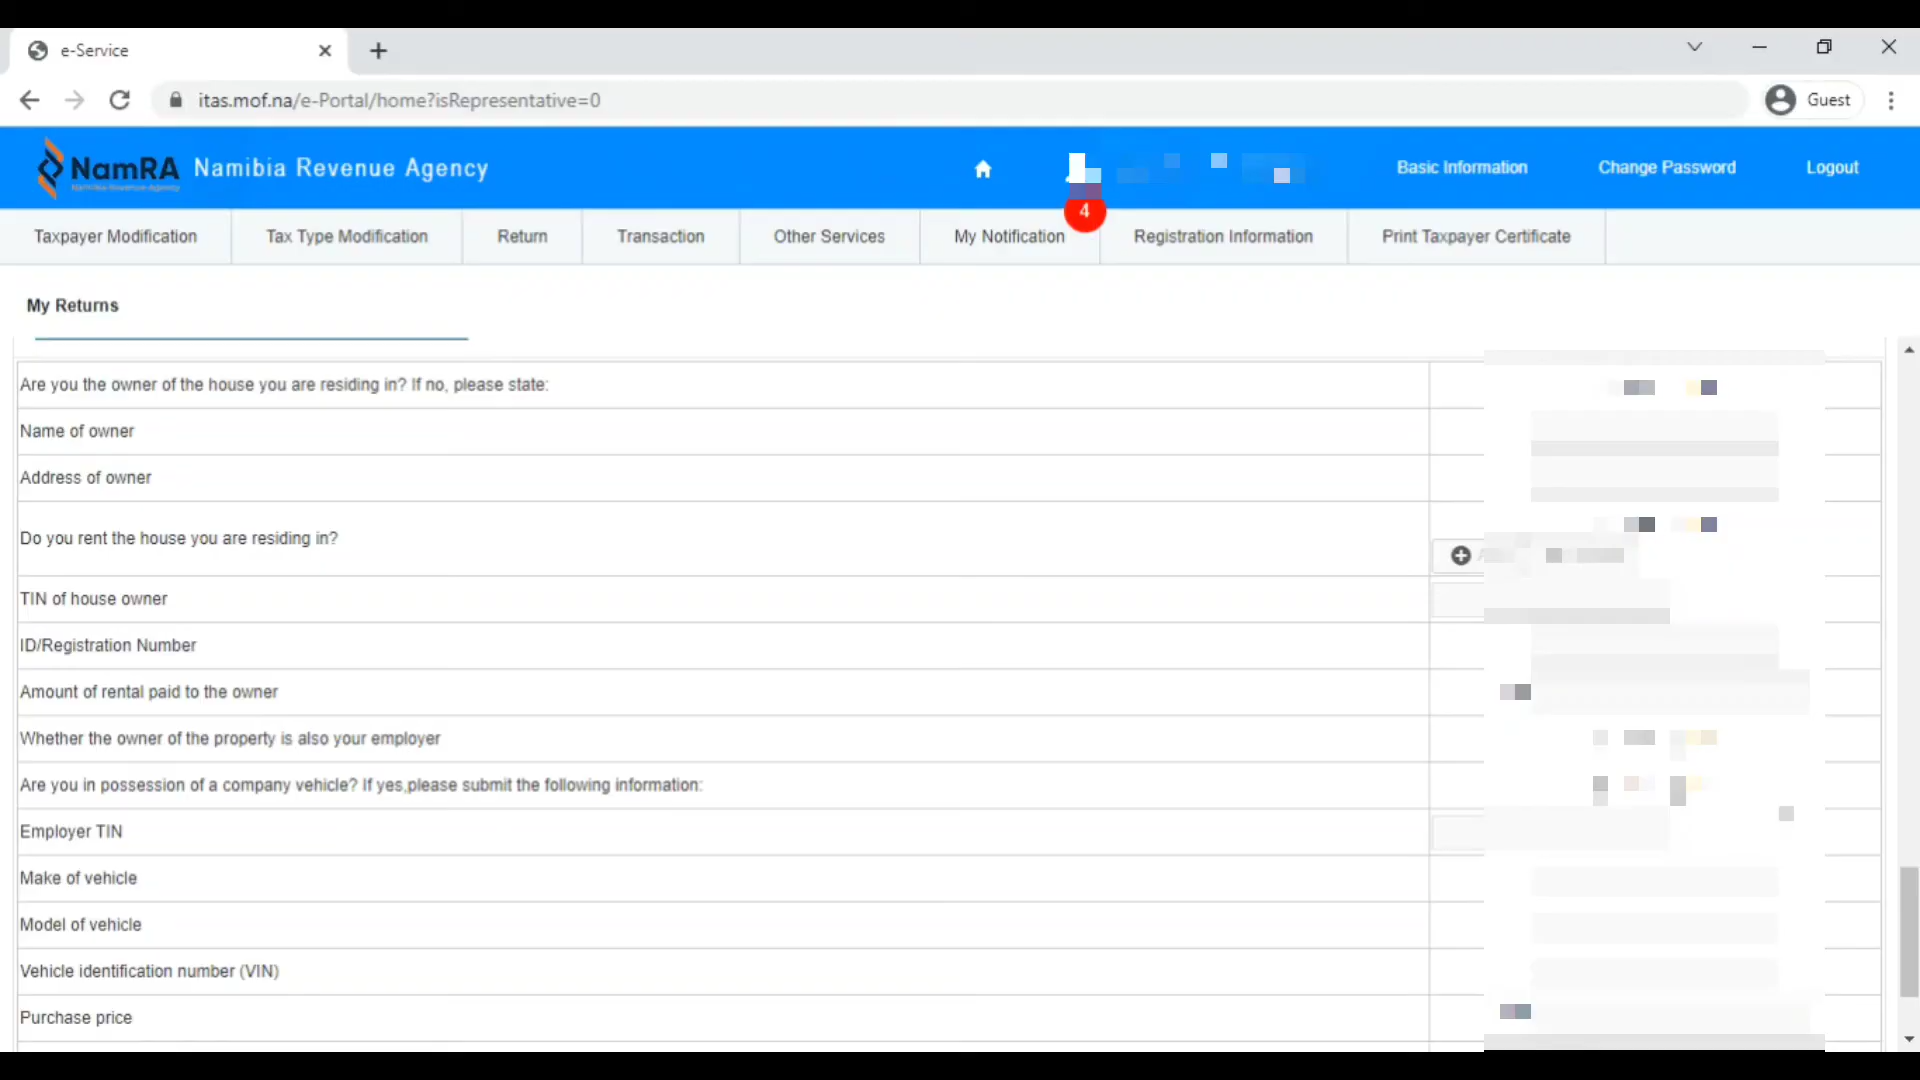 e-Service
itas.mof.na/e-Portal/home?isRepresentative=0
Guest
NamRA
Namibia Revenue Agency
Basic Information
Change Password
Logout
4
Taxpayer Modification
Tax Type Modification
Return
Transaction
Other Services
My Notification
Registration Information
Print Taxpayer Certificate
My Returns
Are you the owner of the house you are residing in? If no, please state:
Name of owner
Address of owner
Do you rent the house you are residing in?
TIN of house owner
ID/Registration Number
Amount of rental paid to the owner
Whether the owner of the property is also your employer
Are you in possession of a company vehicle? If yes,please submit the following information:
Employer TIN
Make of vehicle
Model of vehicle
Vehicle identification number (VIN)
Purchase price